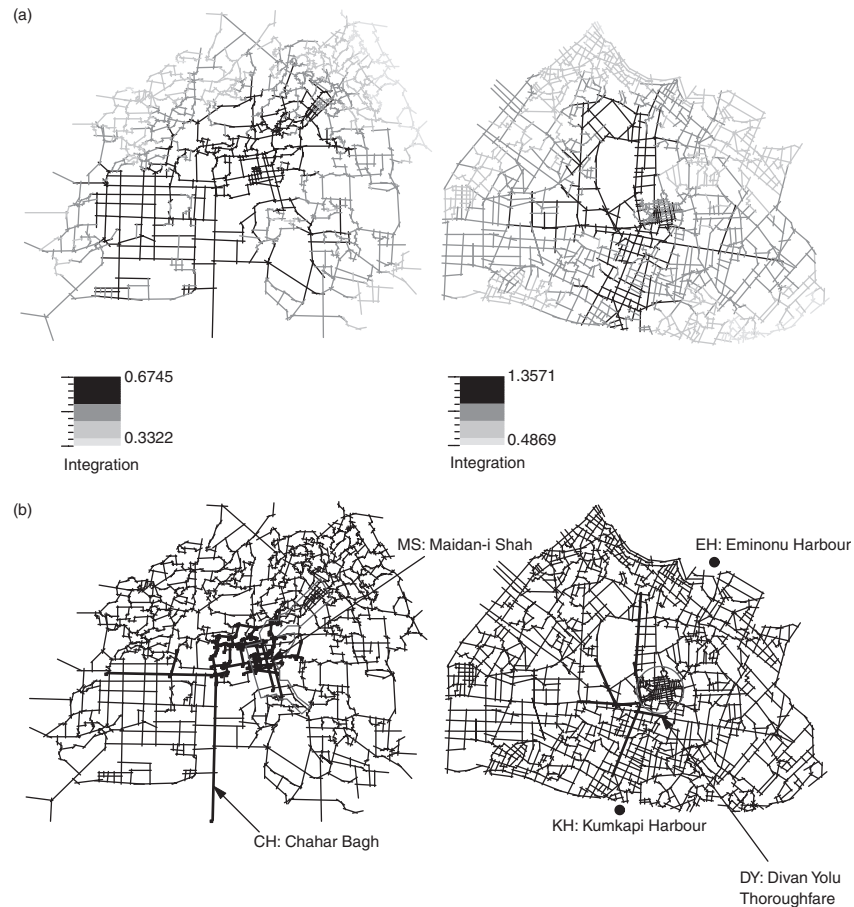 (a)
0.6745
0.3322
Integration
1.3571
0.4869
Integration
(b)
MS: Maidan-i Shah
EH: Eminonu Harbour
CH: Chahar Bagh
KH: Kumkapi Harbour
DY: Divan Yolu
Thoroughfare